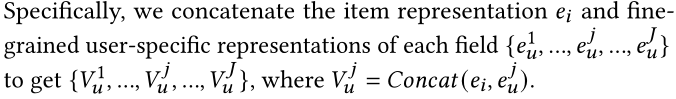 Specifically, we concatenate the item representation $e_i$ and fine-
grained user-specific representations of each field $\{e_u^1, ..., e_u^j, ..., e_u^J\}$
to get $\{V_u^1, ..., V_u^j, ..., V_u^J\}$, where $V_u^j = Concat(e_i, e_u^j)$.